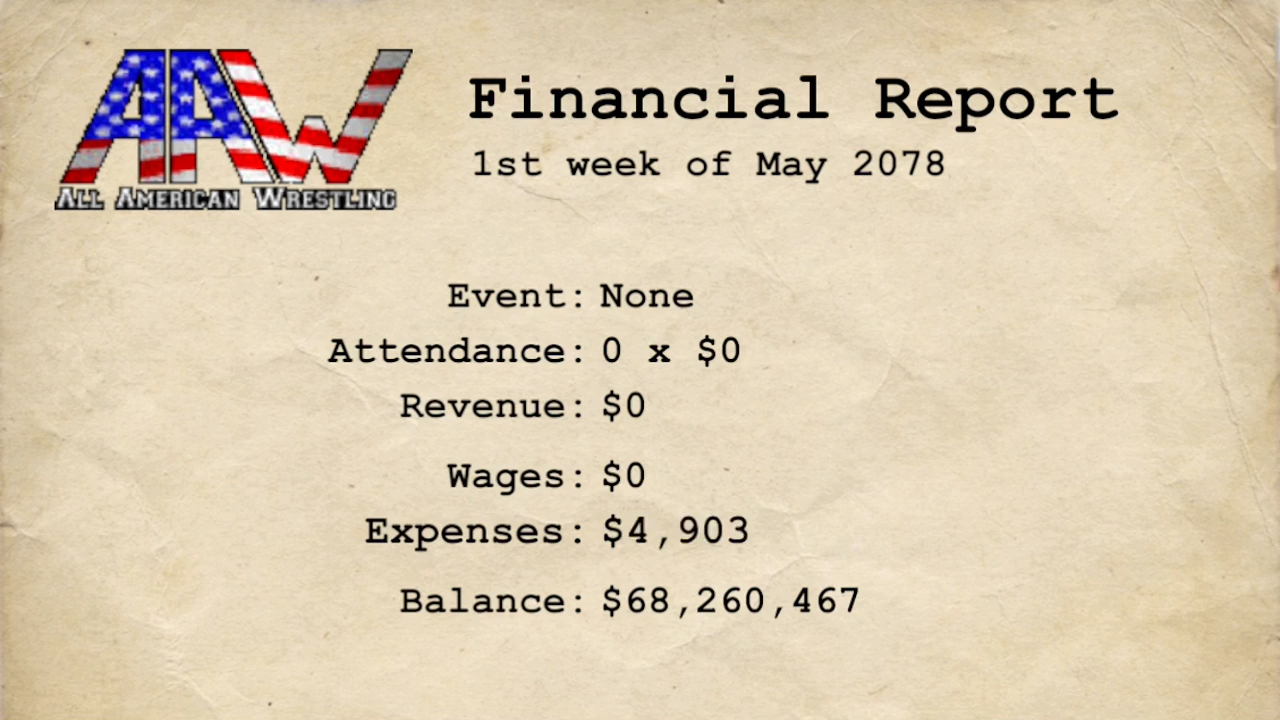 AAW
ALL AMERICAN WRESTLING
Financial Report
1st week of May 2078
Event: None
Attendance: 0 x $0
Revenue: $0
Wages: $0
Expenses: $4,903
Balance: $68,260,467